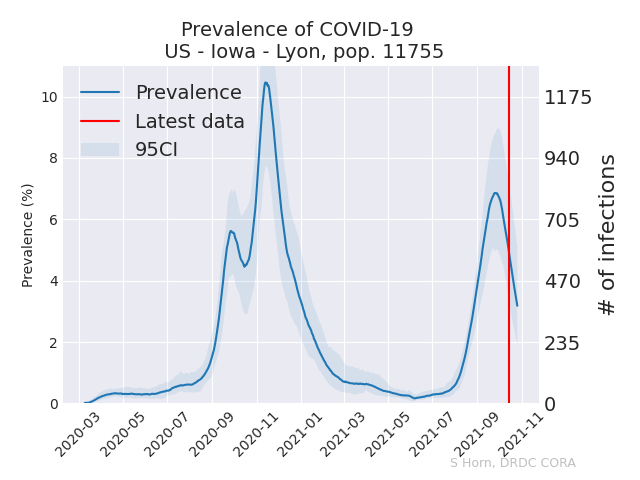 Prevalence of COVID-19
US - Iowa - Lyon, pop. 11755
Prevalence
Latest data
95CI
Prevalence (%)
10
8
6
4
2
0
1175
940
705
470
235
0
# of infections
2020-03
2020-05
2020-07
2020-09
2020-11
2021-01
2021-03
2021-05
2021-07
2021-09
2021-11
S Horn, DRDC CORA